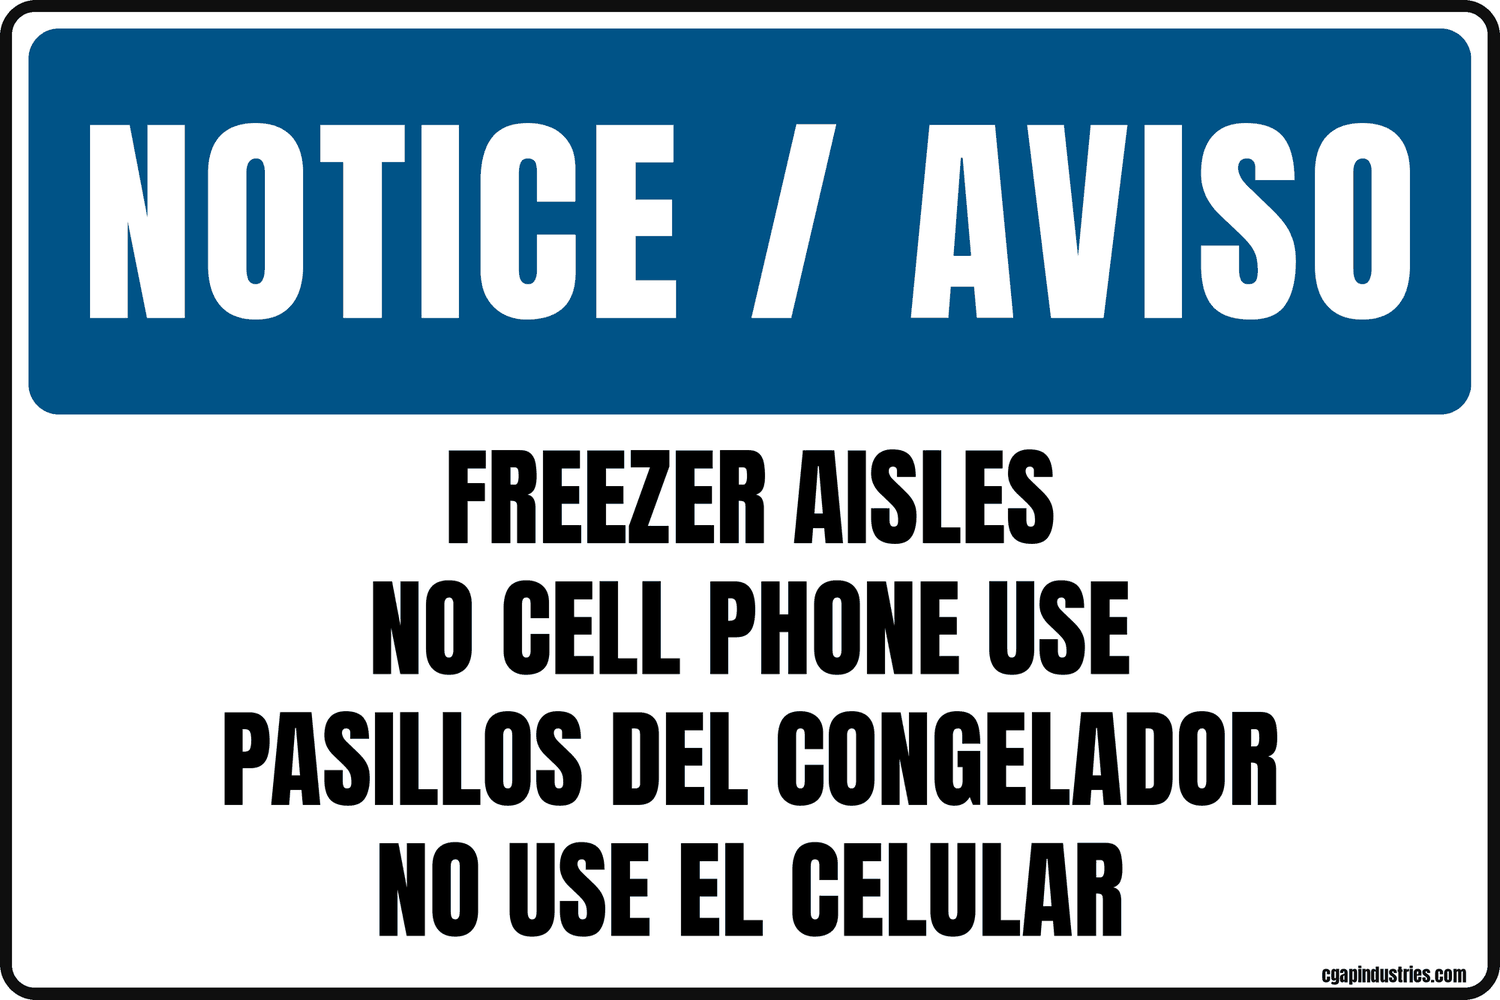 NOTICE / AVISO
FREEZER AISLES
NO CELL PHONE USE
PASILLOS DEL CONGELADOR
NO USE EL CELULAR
cgapindustries.com